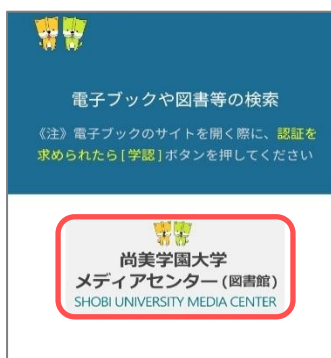 電子ブックや図書等の検索
《注》電子ブックのサイトを開く際に、認証を
求められたら[学認]ボタンを押してください
尚美学園大学
メディアセンター(図書館)
SHOBI UNIVERSITY MEDIA CENTER